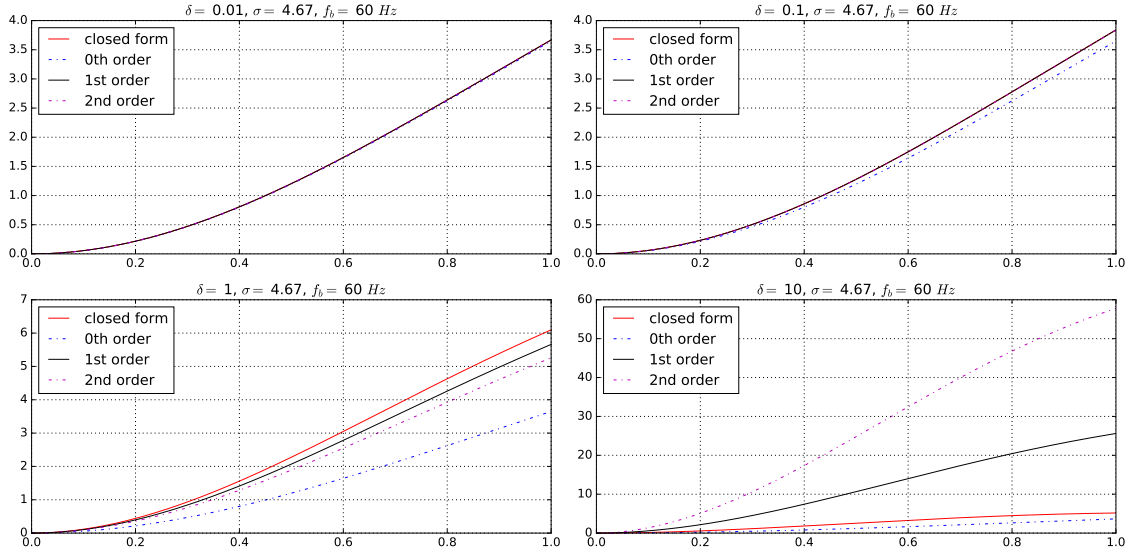 δ = 0.01, σ = 4.67, f_b = 60 Hz
4.0
3.5
3.0
2.5
2.0
1.5
1.0
0.5
0.0
closed form
0th order
1st order
2nd order
0.0 0.2 0.4 0.6 0.8 1.0
δ = 0.1, σ = 4.67, f_b = 60 Hz
4.0
3.5
3.0
2.5
2.0
1.5
1.0
0.5
0.0
closed form
0th order
1st order
2nd order
0.0 0.2 0.4 0.6 0.8 1.0
δ = 1, σ = 4.67, f_b = 60 Hz
7
6
5
4
3
2
1
0
closed form
0th order
1st order
2nd order
0.0 0.2 0.4 0.6 0.8 1.0
δ = 10, σ = 4.67, f_b = 60 Hz
60
50
40
30
20
10
0
closed form
0th order
1st order
2nd order
0.0 0.2 0.4 0.6 0.8 1.0